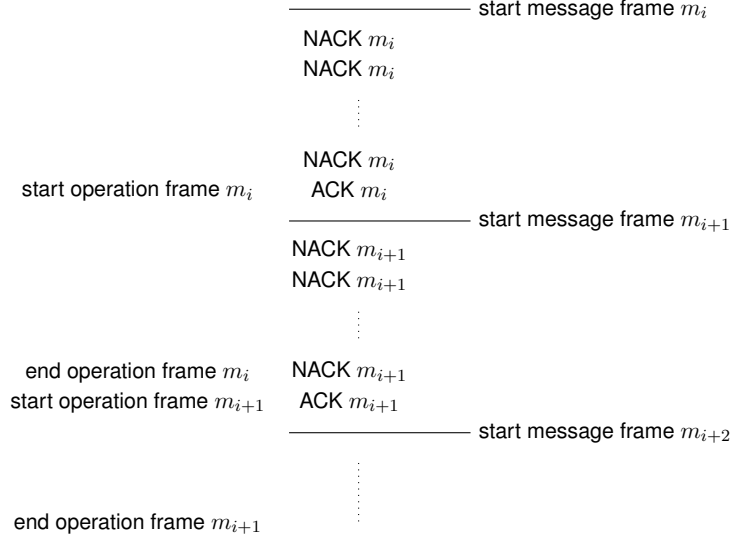 start message frame m_i
NACK m_i
NACK m_i
NACK m_i
start operation frame m_i ACK m_i
start message frame m_{i+1}
NACK m_{i+1}
NACK m_{i+1}
end operation frame m_i NACK m_{i+1}
start operation frame m_{i+1} ACK m_{i+1}
start message frame m_{i+2}
end operation frame m_{i+1}